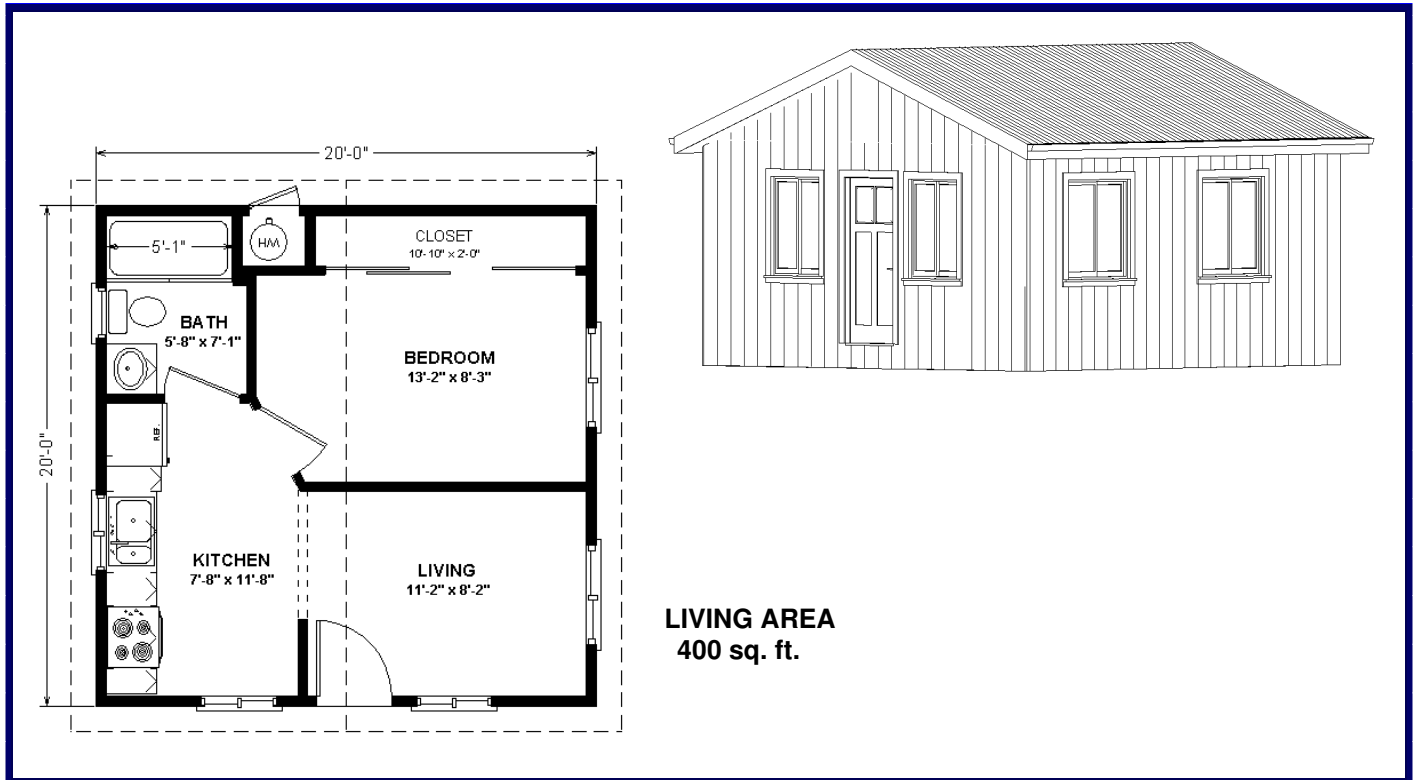 20'-0"
20'-0"
5'-1"
WH
CLOSET
10'-10" x 2'-0"
BATH
5'-8" x 7'-1"
BEDROOM
13'-2" x 8'-3"
REF.
KITCHEN
7'-8" x 11'-8"
LIVING
11'-2" x 8'-2"
LIVING AREA
400 sq. ft.